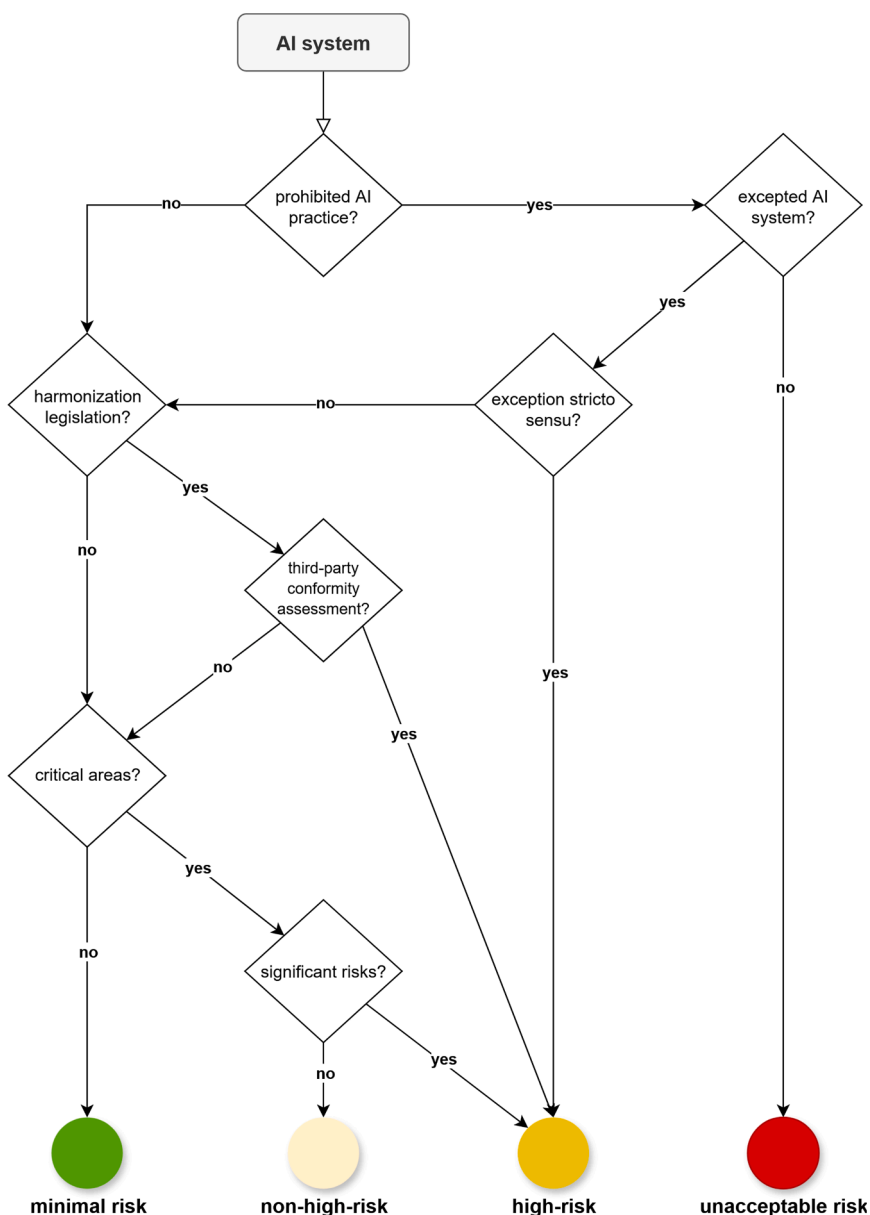 AI system
prohibited AI
practice?
excepted AI
system?
no
yes
yes
harmonization
legislation?
exception stricto
sensu?
no
no
yes
no
third-party
conformity
assessment?
no
yes
yes
critical areas?
yes
no
significant risks?
yes
no
minimal risk
non-high-risk
high-risk
unacceptable risk